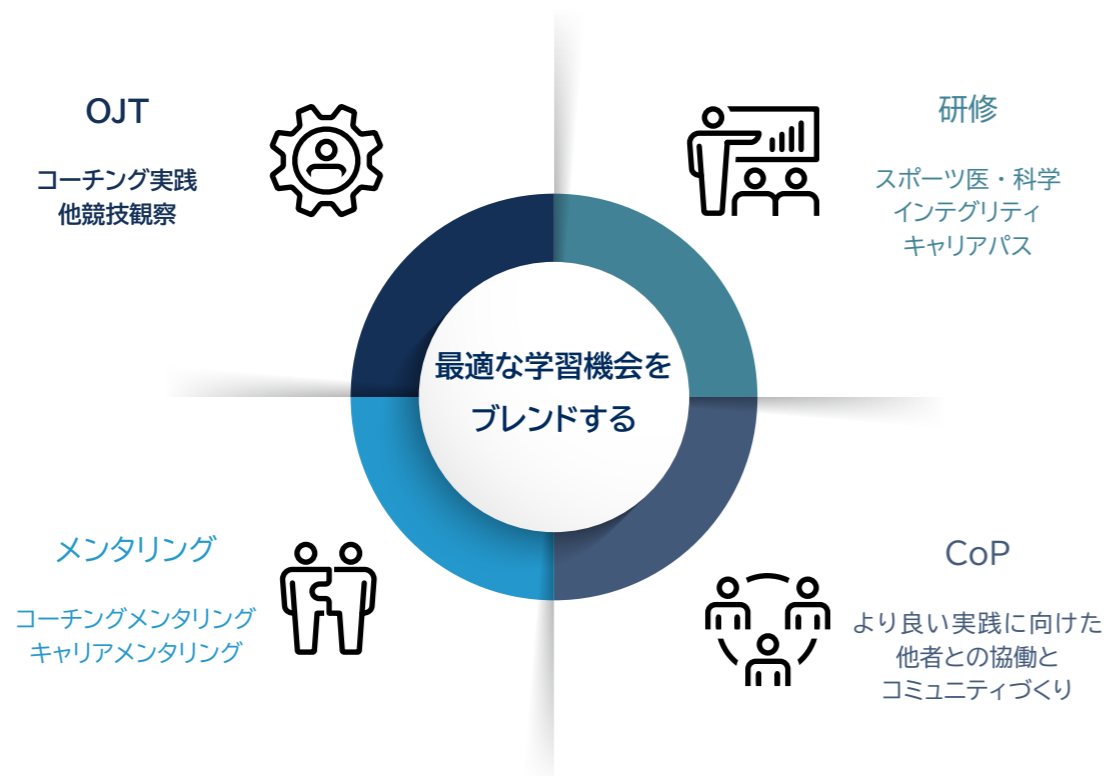 OJT
コーチング実践
他競技観察
研修
スポーツ医・科学
インテグリティ
キャリアパス
最適な学習機会を
ブレンドする
メンタリング
コーチングメンタリング
キャリアメンタリング
CoP
より良い実践に向けた
他者との協働と
コミュニティづくり